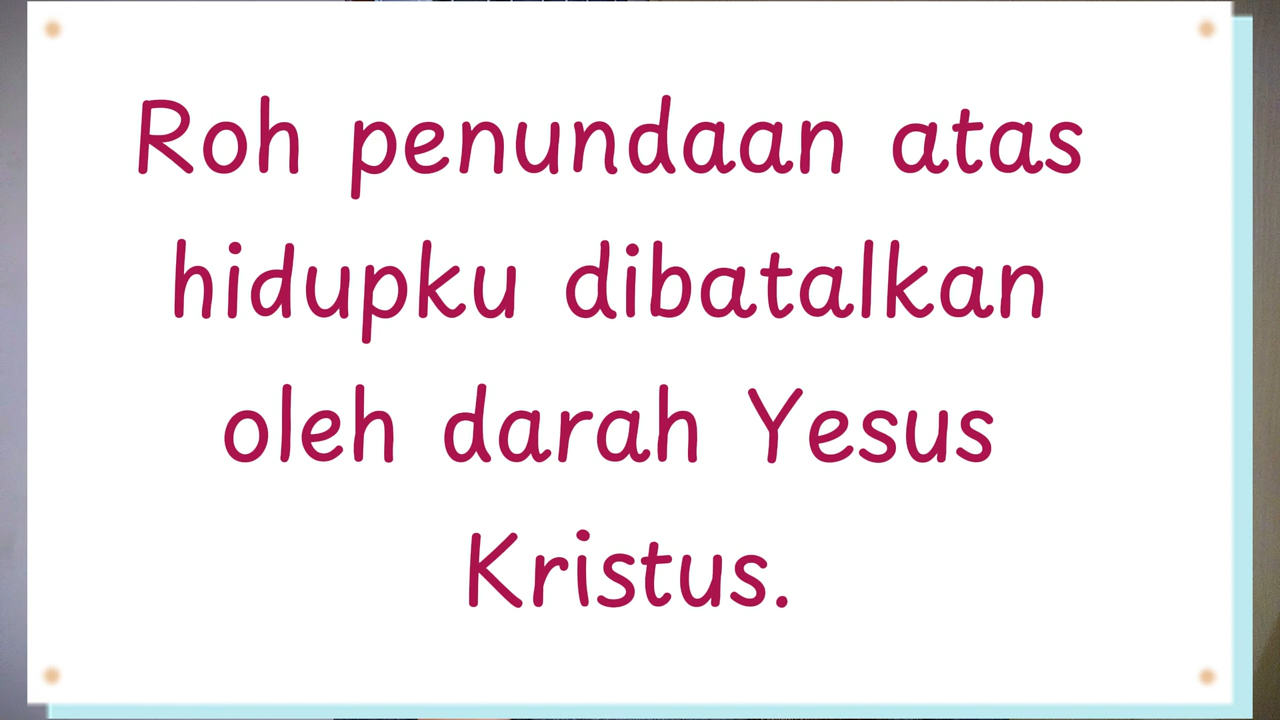 Roh penundaan atas
hidupku dibatalkan
oleh darah Yesus
Kristus.